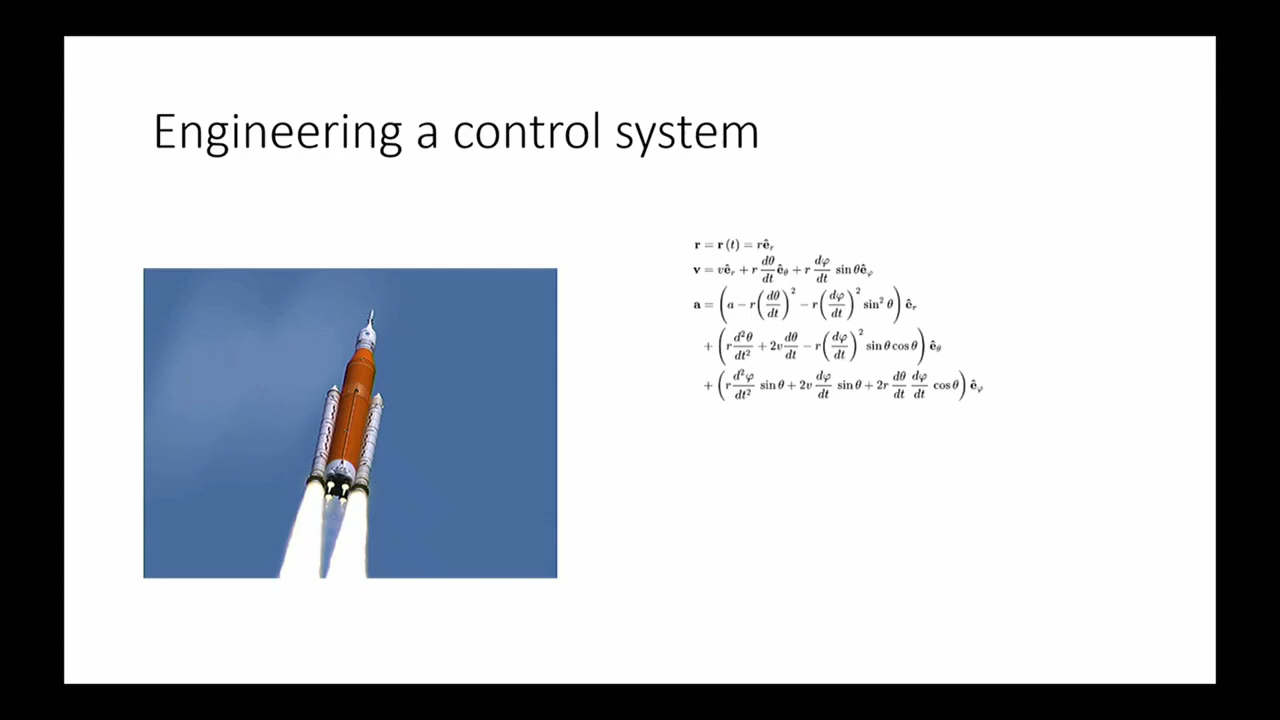 Engineering a control system
r = r (t) = rê_r
v = vê_r + r dθ/dt ê_θ + r dφ/dt sin θê_φ
a = (a − r(dθ/dt)² − r(dφ/dt)² sin² θ) ê_r
+ (r d²θ/dt² + 2v dθ/dt − r(dφ/dt)² sin θ cos θ) ê_θ
+ (r d²φ/dt² sin θ + 2v dφ/dt sin θ + 2r dθ/dt dφ/dt cos θ) ê_φ